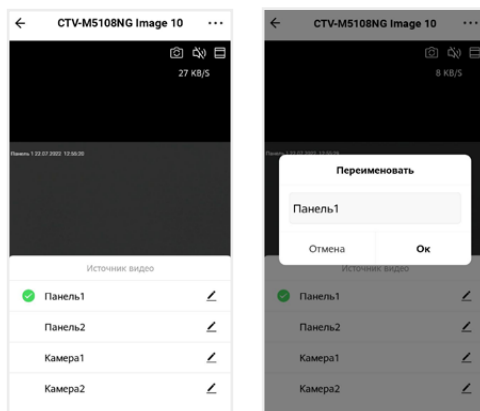 CTV-M5108NG Image 10
27 KB/S
Панель 1 22.07.2022 12:56:20
Источник видео
Панель1
Панель2
Камера1
Камера2
CTV-M5108NG Image 10
8 KB/S
Переименовать
Панель1
Отмена Ок
Источник видео
Панель1
Панель2
Камера1
Камера2